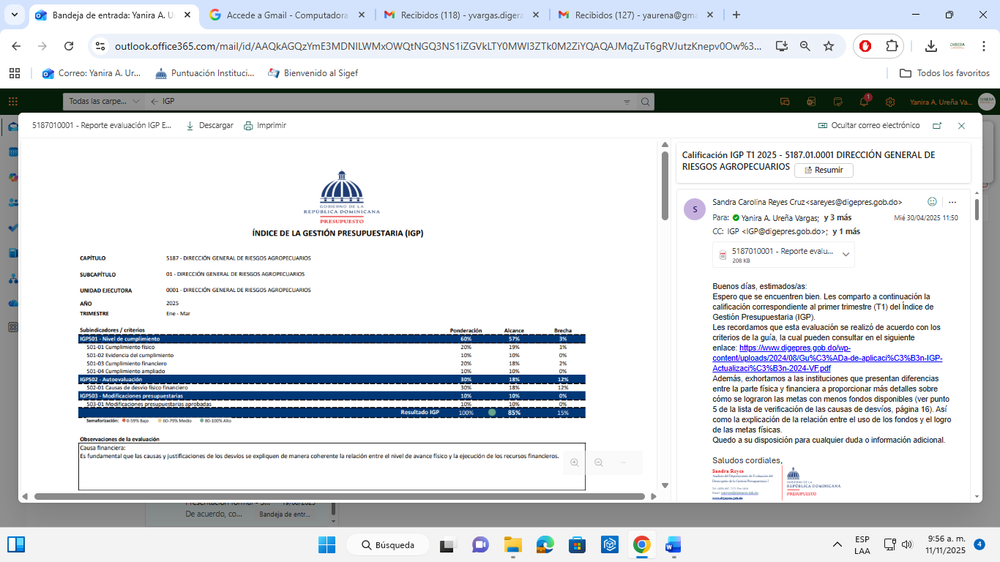 Bandeja de entrada: Yanira A. U
Accede a Gmail - Computadora
Recibidos (118) - yvargas.digera
Recibidos (127) - yaurena@gma
outlook.office365.com/mail/id/AAQkAGQzYmE3MDNlLWMxOWQtNGQ3NS1iZGVkLTY0MWI3ZTk0M2ZiYQAQAJMqZuT6gRVJutzKnepv0Ow%3...
Correo: Yanira A. Ur...
Puntuación Instituci...
Bienvenido al Sigef
Todos los favoritos
Todas las carpe...
IGP
1
Yanira A. Ureña Va...
5187010001 - Reporte evaluación IGP E...
Descargar
Imprimir
Ocultar correo electrónico
GOBIERNO DE LA
REPÚBLICA DOMINICANA
PRESUPUESTO
ÍNDICE DE LA GESTIÓN PRESUPUESTARIA (IGP)
CAPÍTULO 5187 - DIRECCIÓN GENERAL DE RIESGOS AGROPECUARIOS
SUBCAPÍTULO 01 - DIRECCIÓN GENERAL DE RIESGOS AGROPECUARIOS
UNIDAD EJECUTORA 0001 - DIRECCIÓN GENERAL DE RIESGOS AGROPECUARIOS
AÑO 2025
TRIMESTRE Ene - Mar
Subindicadores / criterios Ponderación Alcance Brecha
IGPS01 - Nivel de cumplimiento 60% 57% 3%
S01-01 Cumplimiento físico 20% 19% 1%
S01-02 Evidencia del cumplimiento 10% 10% 0%
S01-03 Cumplimiento financiero 20% 18% 2%
S01-04 Cumplimiento ampliado 10% 10% 0%
IGPS02 - Autoevaluación 30% 18% 12%
S02-01 Causas de desvío físico financiero 30% 18% 12%
IGPS03 - Modificaciones presupuestarias 10% 10% 0%
S03-01 Modificaciones presupuestarias aprobadas 10% 10% 0%
Resultado IGP 100% 85% 15%
Semaforización: 0-59% Bajo 60-79% Medio 80-100% Alto
Observaciones de la evaluación
Causa financiera:
Es fundamental que las causas y justificaciones de los desvíos se expliquen de manera coherente la relación entre el nivel de avance físico y la ejecución de los recursos financieros.
Calificación IGP T1 2025 - 5187.01.0001 DIRECCIÓN GENERAL DE
RIESGOS AGROPECUARIOS
Resumir
S
Sandra Carolina Reyes Cruz<sareyes@digepres.gob.do>
Para: Yanira A. Ureña Vargas; y 3 más
Mié 30/04/2025 11:50
CC: IGP <IGP@digepres.gob.do>; y 1 más
5187010001 - Reporte evalu...
208 KB
Buenos días, estimados/as:
Espero que se encuentren bien. Les comparto a continuación la
calificación correspondiente al primer trimestre (T1) del Índice de
Gestión Presupuestaria (IGP).
Les recordamos que esta evaluación se realizó de acuerdo con los
criterios de la guía, la cual pueden consultar en el siguiente
enlace: https://www.digepres.gob.do/wp-
content/uploads/2024/08/Gu%C3%ADa-de-aplicaci%C3%B3n-IGP-
Actualizaci%C3%B3n-2024-VF.pdf
Además, exhortamos a las instituciones que presentan diferencias
entre la parte física y financiera a proporcionar más detalles sobre
cómo se lograron las metas con menos fondos disponibles (ver punto
5 de la lista de verificación de las causas de desvíos, página 16). Así
como la explicación de la relación entre el uso de los fondos y el logro
de las metas físicas.
Quedo a su disposición para cualquier duda o información adicional.
Saludos cordiales,
Sandra Reyes
GOBIERNO DE LA
REPÚBLICA DOMINICANA
PRESUPUESTO
www.digepres.gob.do
De acuerdo, co...
Bandeja de entr...
Búsqueda
ESP
LAA
9:56 a. m.
11/11/2025
4